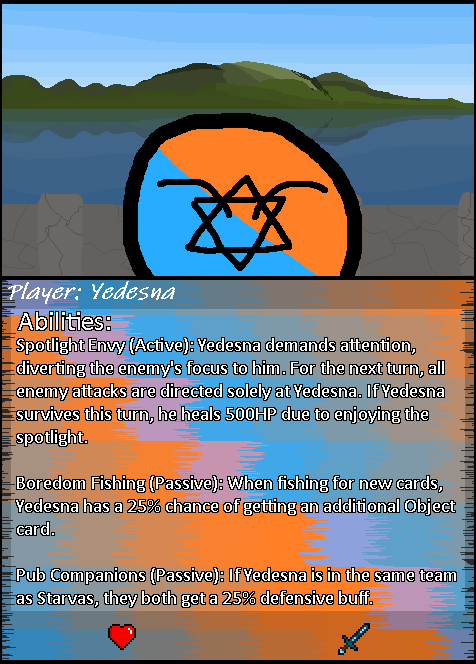 Player: Yedesna
Abilities:
Spotlight Envy (Active): Yedesna demands attention,
diverting the enemy's focus to him. For the next turn, all
enemy attacks are directed solely at Yedesna. If Yedesna
survives this turn, he heals 500HP due to enjoying the
spotlight.
Boredom Fishing (Passive): When fishing for new cards,
Yedesna has a 25% chance of getting an additional Object
card.
Pub Companions (Passive): If Yedesna is in the same team
as Starvas, they both get a 25% defensive buff.